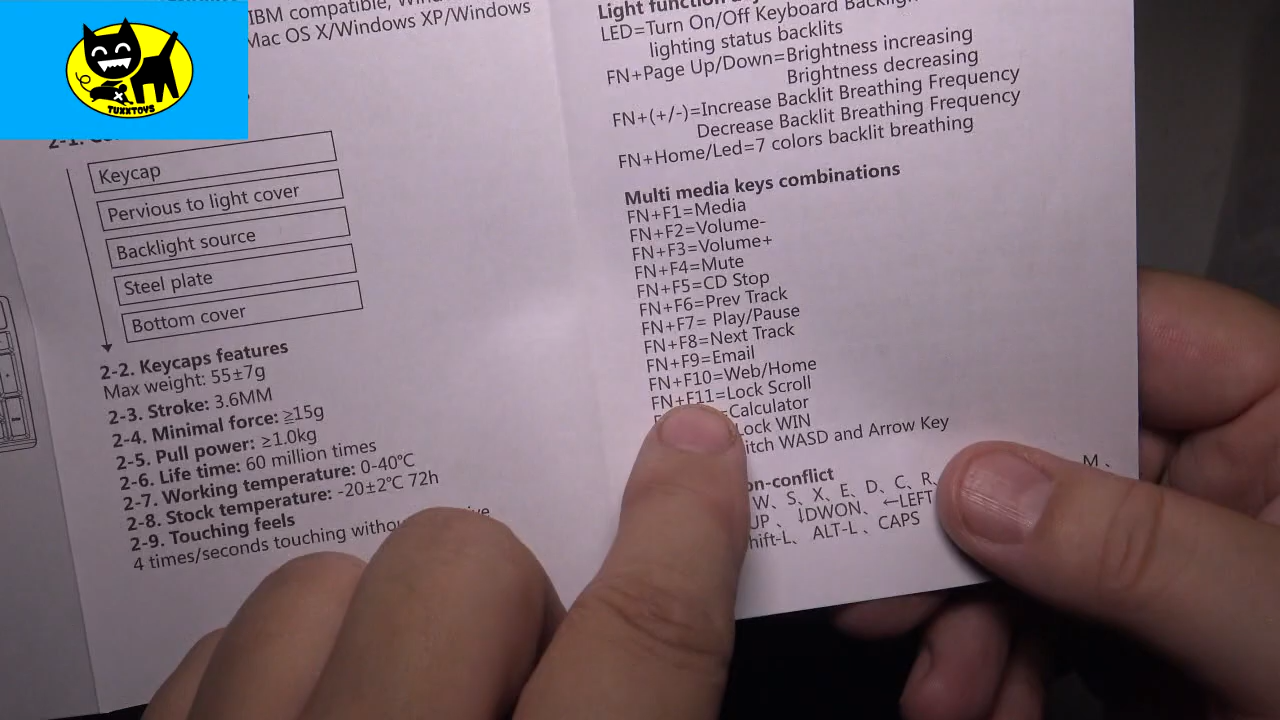 TUXXTOYS
IBM compatible,
Mac OS X/Windows XP/Windows
Keycap
Pervious to light cover
Backlight source
Steel plate
Bottom cover
2-2. Keycaps features
Max weight: 55±7g
2-3. Stroke: 3.6MM
2-4. Minimal force: ≧15g
2-5. Pull power: ≥1.0kg
2-6. Life time: 60 million times
2-7. Working temperature: 0-40℃
2-8. Stock temperature: -20±2℃ 72h
2-9. Touching feels
4 times/seconds touching
Light function
LED=Turn On/Off Keyboard
lighting status backlits
FN+Page Up/Down=Brightness increasing
Brightness decreasing
FN+(+/-)=Increase Backlit Breathing Frequency
Decrease Backlit Breathing Frequency
FN+Home/Led=7 colors backlit breathing
Multi media keys combinations
FN+F1=Media
FN+F2=Volume-
FN+F3=Volume+
FN+F4=Mute
FN+F5=CD Stop
FN+F6=Prev Track
FN+F7= Play/Pause
FN+F8=Next Track
FN+F9=Email
FN+F10=Web/Home
FN+F11=Lock Scroll
=Calculator
Lock WIN
WASD and Arrow Key
on-conflict
W、S、X、E、D、C、R、 M、
UP、 IDWON、 ←LEFT
hift-L、 ALT-L、CAPS